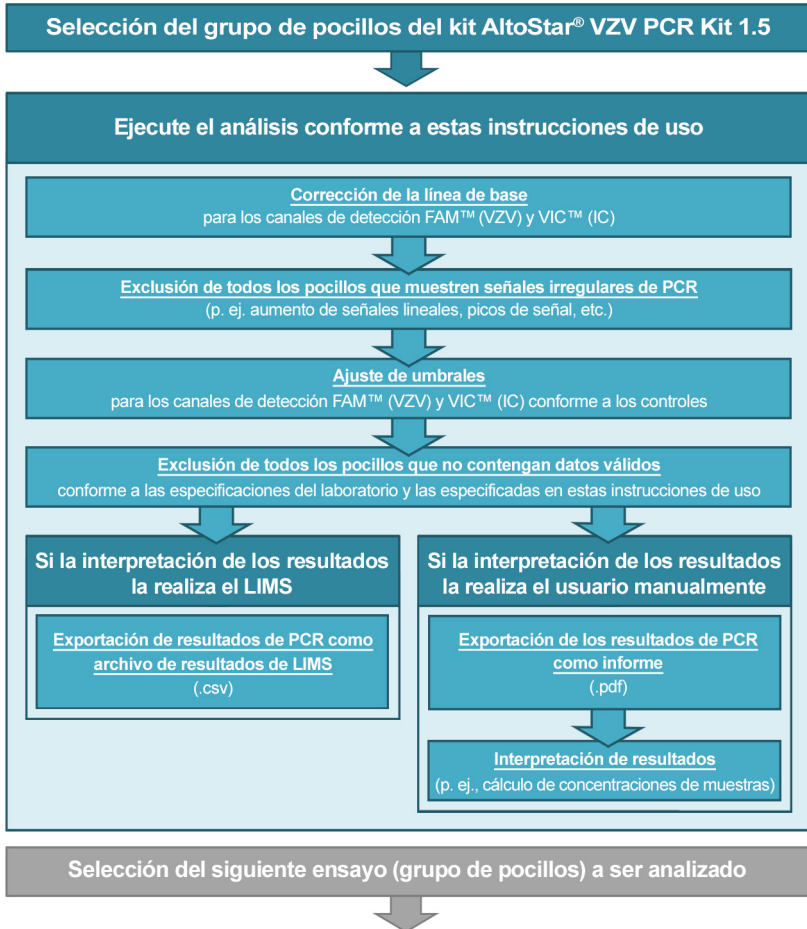 Selección del grupo de pocillos del kit AltoStar® VZV PCR Kit 1.5
Ejecute el análisis conforme a estas instrucciones de uso
Corrección de la línea de base
para los canales de detección FAM™ (VZV) y VIC™ (IC)
Exclusión de todos los pocillos que muestren señales irregulares de PCR
(p. ej. aumento de señales lineales, picos de señal, etc.)
Ajuste de umbrales
para los canales de detección FAM™ (VZV) y VIC™ (IC) conforme a los controles
Exclusión de todos los pocillos que no contengan datos válidos
conforme a las especificaciones del laboratorio y las especificadas en estas instrucciones de uso
Si la interpretación de los resultados
la realiza el LIMS
Exportación de resultados de PCR como
archivo de resultados de LIMS
(.csv)
Si la interpretación de los resultados
la realiza el usuario manualmente
Exportación de los resultados de PCR
como informe
(.pdf)
Interpretación de resultados
(p. ej., cálculo de concentraciones de muestras)
Selección del siguiente ensayo (grupo de pocillos) a ser analizado